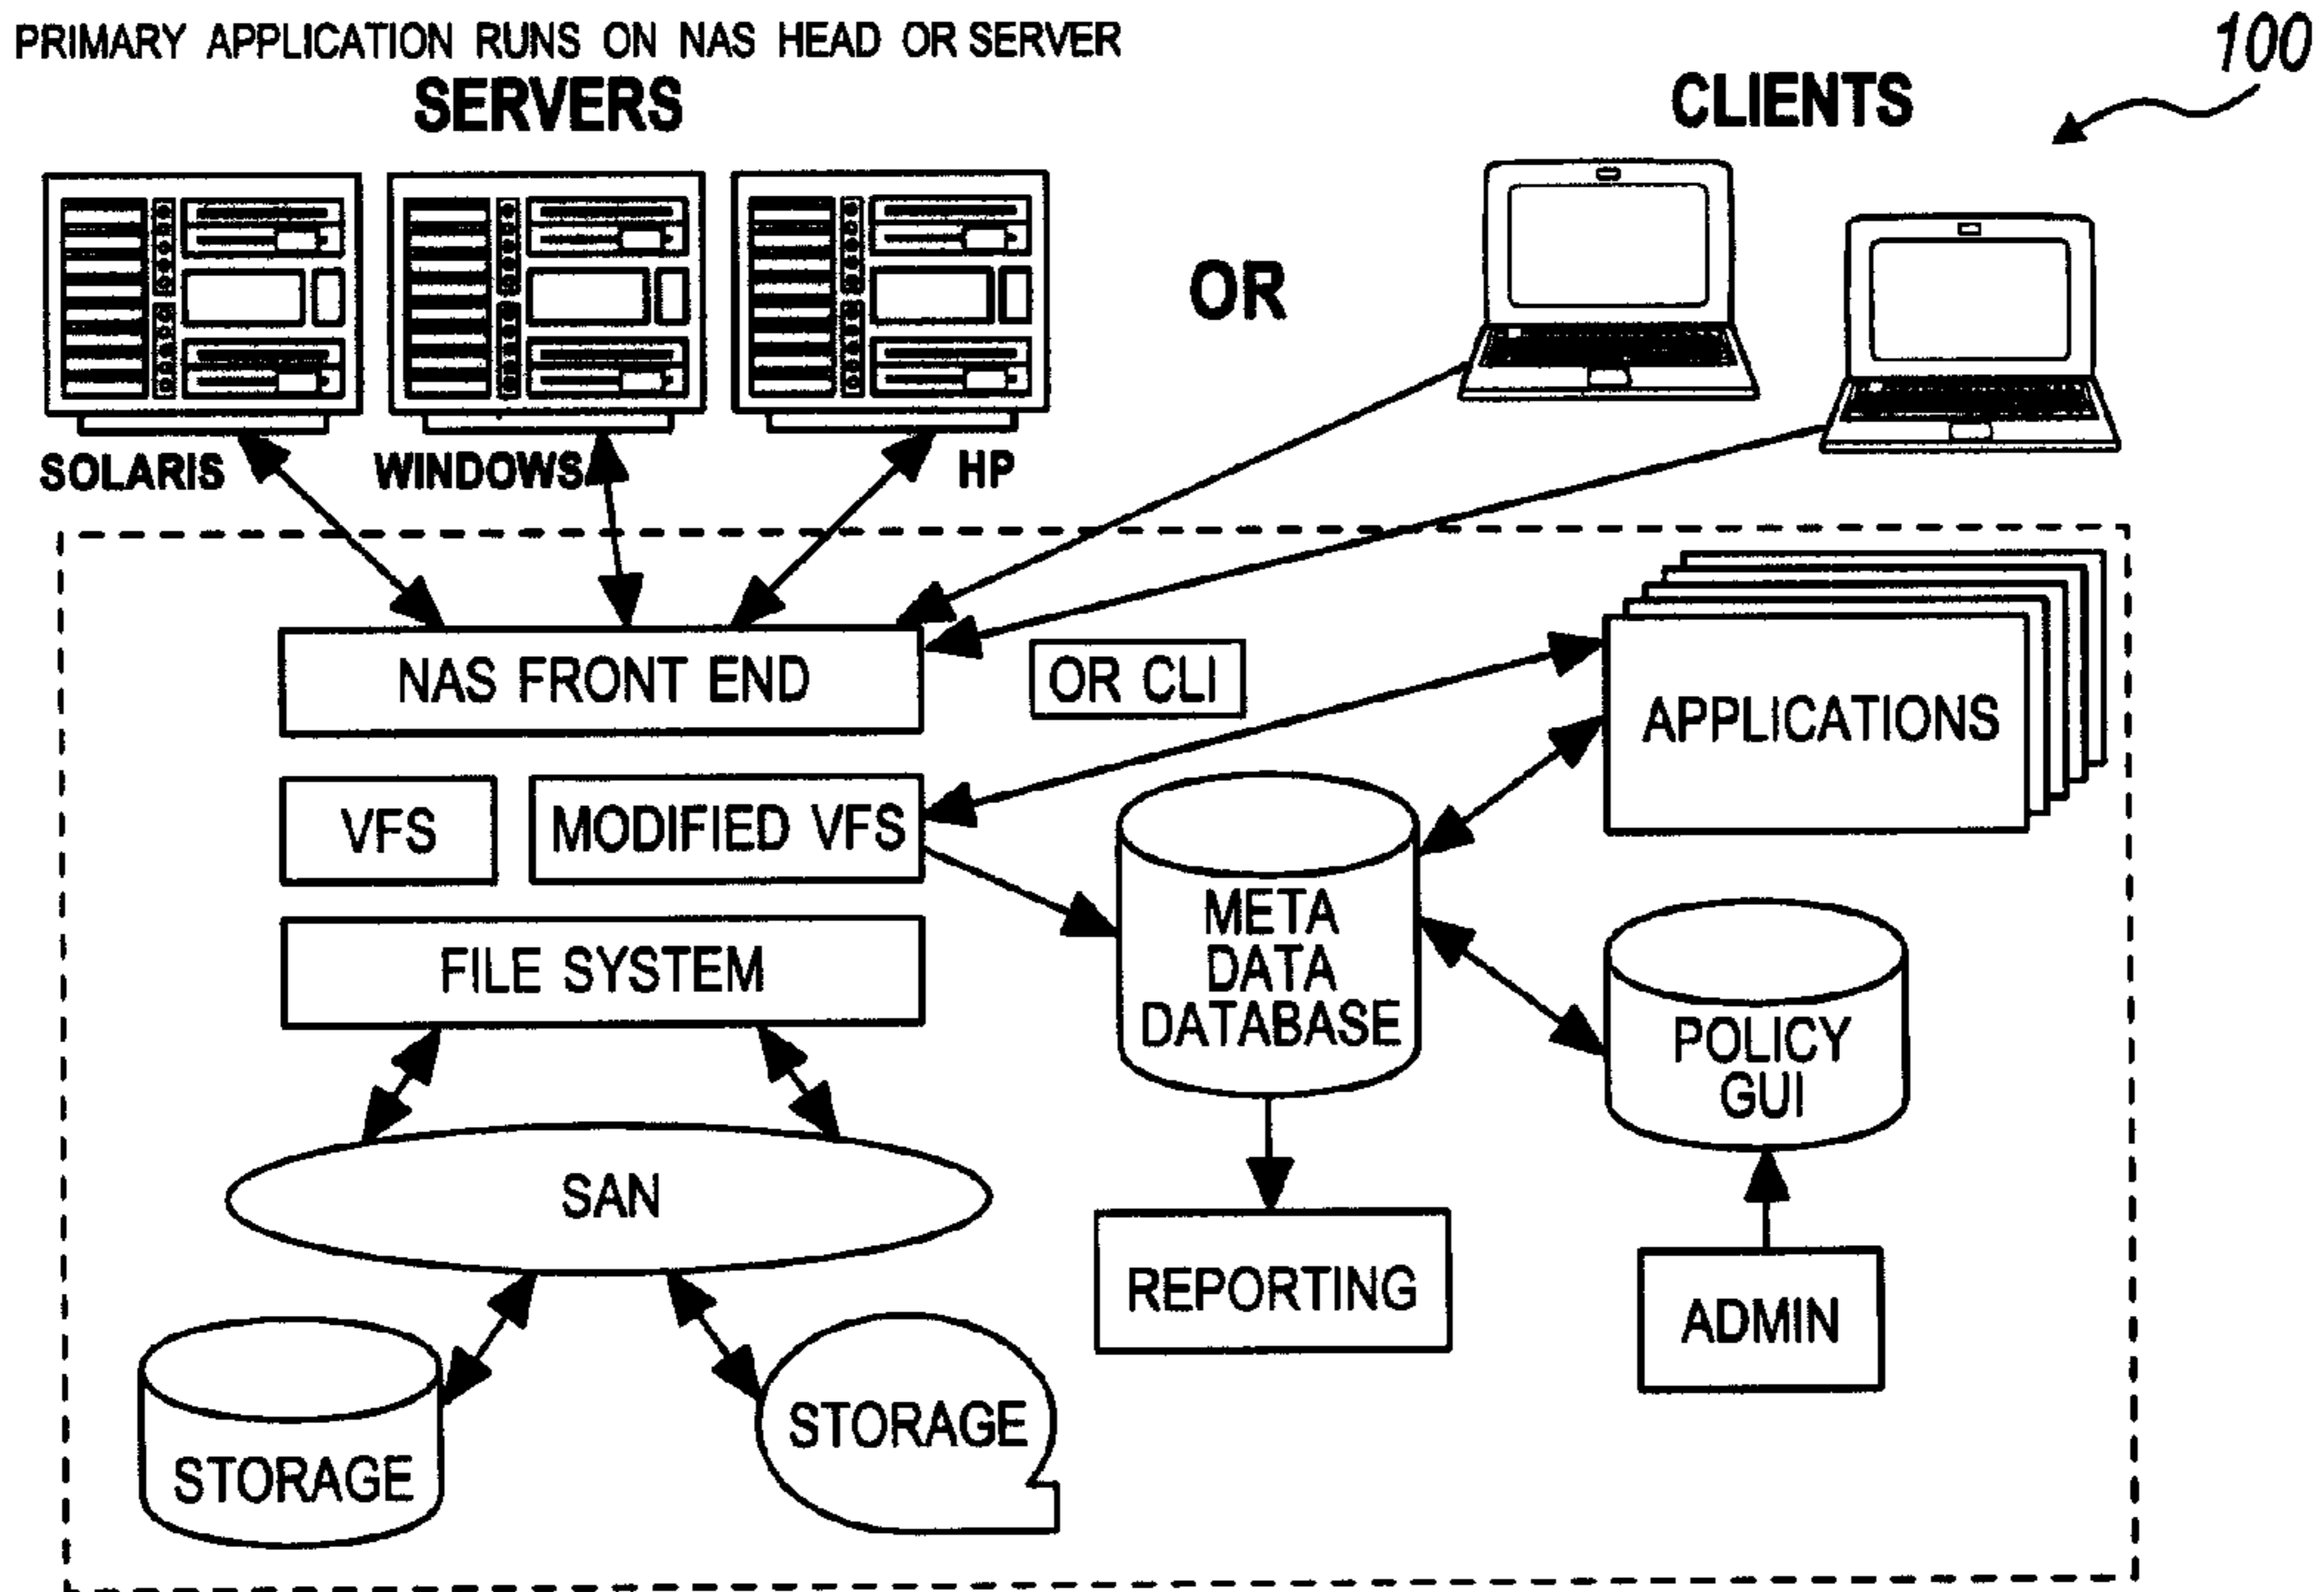 PRIMARY APPLICATION RUNS ON NAS HEAD OR SERVER
100
SERVERS
CLIENTS
OR
SOLARIS
WINDOWS
HP
NAS FRONT END
OR CLI
APPLICATIONS
VFS
MODIFIED VFS
META
DATA
DATABASE
FILE SYSTEM
POLICY
GUI
SAN
REPORTING
ADMIN
STORAGE
STORAGE